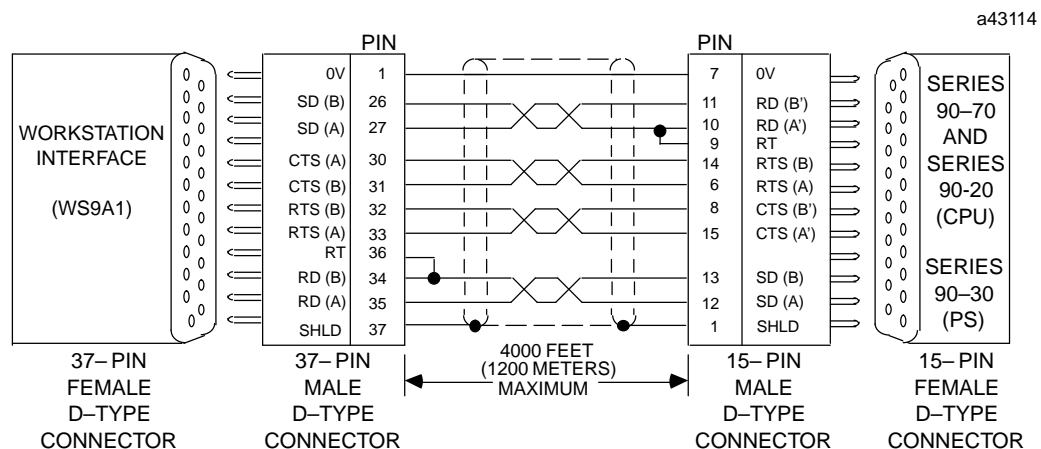 a43114
PIN PIN
0V 1 7 0V
SD (B) 26 11 RD (B')
SD (A) 27 10 RD (A')
9 RT
CTS (A) 30 14 RTS (B)
CTS (B) 31 6 RTS (A)
RTS (B) 32 8 CTS (B')
RTS (A) 33 15 CTS (A')
RT 36
RD (B) 34 13 SD (B)
RD (A) 35 12 SD (A)
SHLD 37 1 SHLD
WORKSTATION
INTERFACE
(WS9A1)
SERIES
90–70
AND
SERIES
90-20
(CPU)
SERIES
90–30
(PS)
37– PIN
FEMALE
D–TYPE
CONNECTOR
37– PIN
MALE
D–TYPE
CONNECTOR
4000 FEET
(1200 METERS)
MAXIMUM
15– PIN
MALE
D–TYPE
CONNECTOR
15– PIN
FEMALE
D–TYPE
CONNECTOR